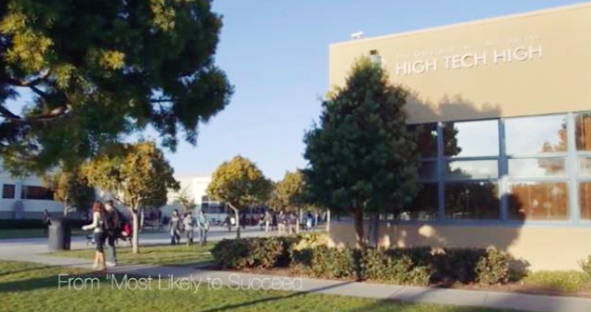 HIGH TECH HIGH
From "Most Likely to Succeed